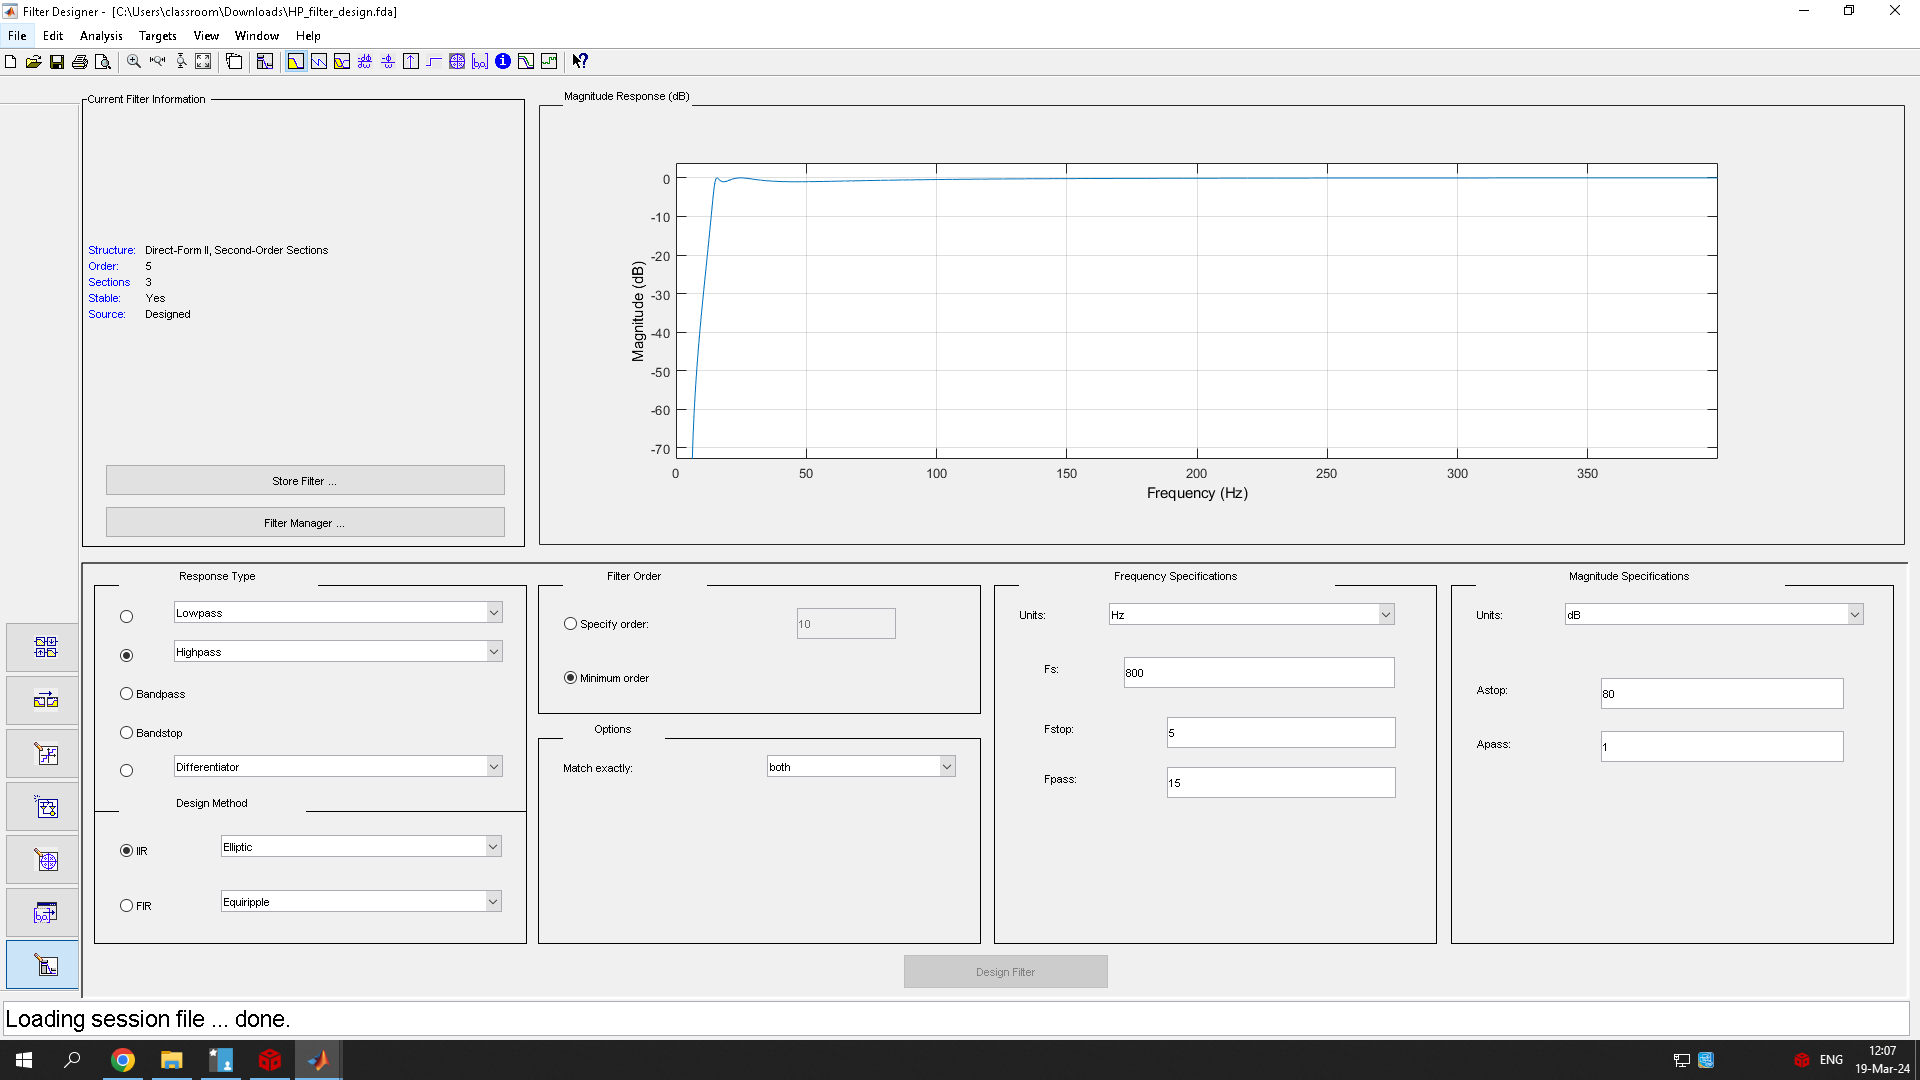 Filter Designer - [C:\Users\classroom\Downloads\HP_filter_design.fda]
File Edit Analysis Targets View Window Help
Current Filter Information
Structure: Direct-Form II, Second-Order Sections
Order: 5
Sections 3
Stable: Yes
Source: Designed
Store Filter ...
Filter Manager ...
Magnitude Response (dB)
0
-10
-20
-30
-40
-50
-60
-70
Magnitude (dB)
0 50 100 150 200 250 300 350
Frequency (Hz)
Response Type
Lowpass
Highpass
Bandpass
Bandstop
Differentiator
Design Method
IIR Elliptic
FIR Equiripple
Filter Order
Specify order: 10
Minimum order
Options
Match exactly: both
Frequency Specifications
Units: Hz
Fs: 800
Fstop: 5
Fpass: 15
Magnitude Specifications
Units: dB
Astop: 80
Apass: 1
Design Filter
Loading session file ... done.
ENG
12:07
19-Mar-24